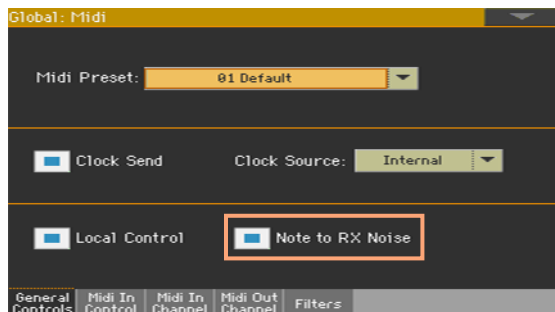 Global: Midi
Midi Preset: 01 Default
Clock Send Clock Source: Internal
Local Control Note to RX Noise
General Controls Midi In Control Midi In Channel Midi Out Channel Filters